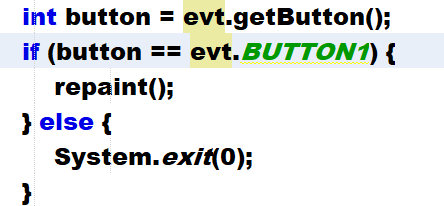 int button = evt.getButton();
if (button == evt.BUTTON1) {
repaint();
} else {
System.exit(0);
}